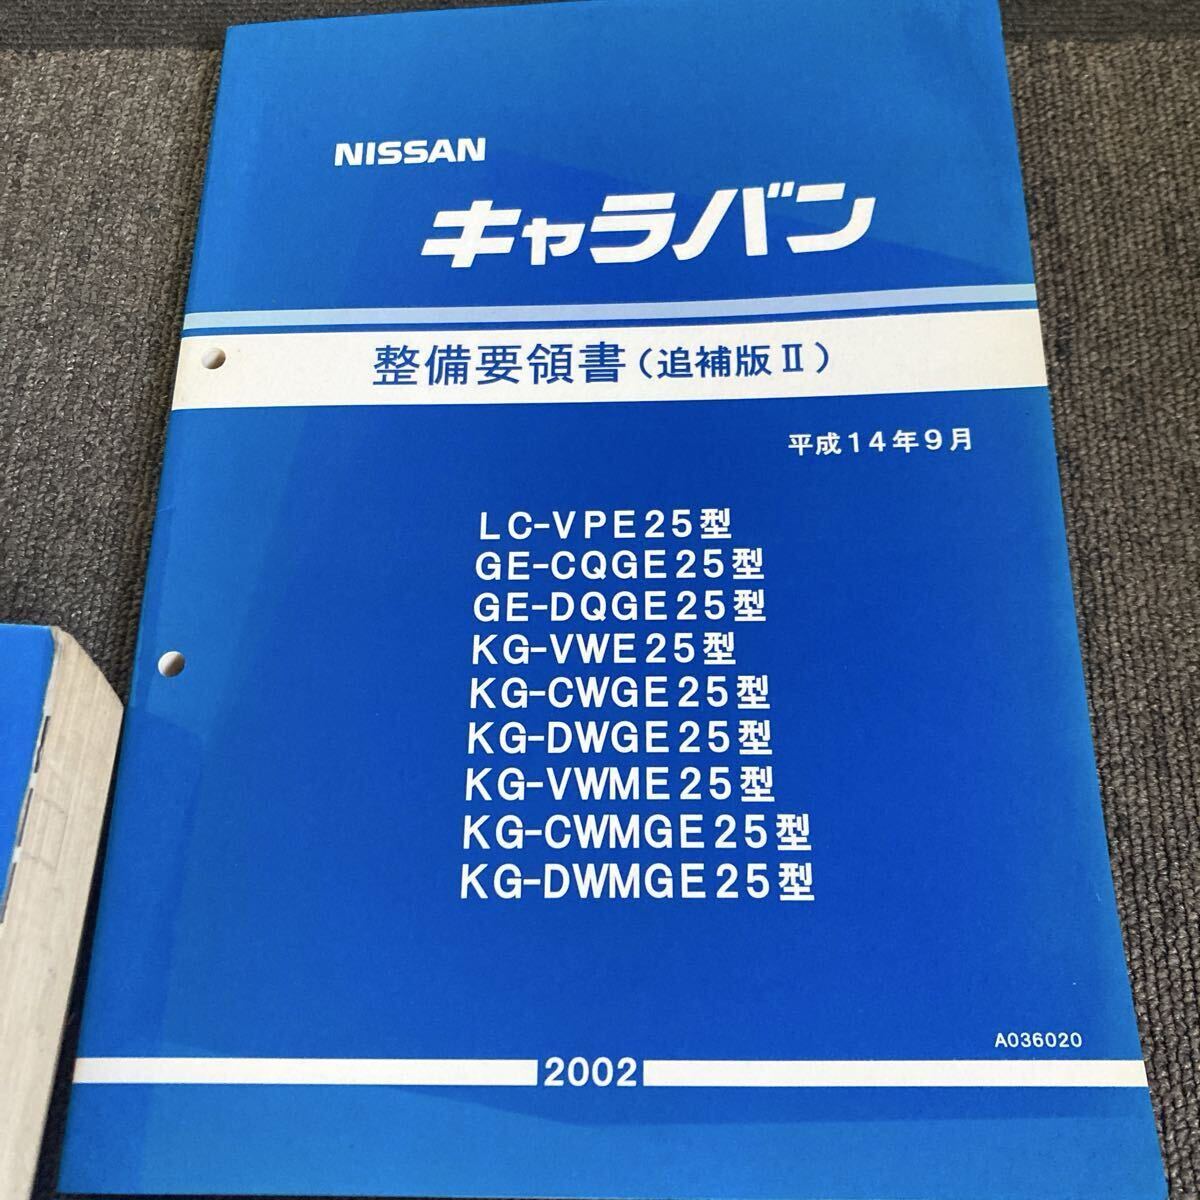 NISSAN
キャラバン
整備要領書(追補版Ⅱ)
平成14年9月
LC-VPE25型
GE-CQGE25型
GE-DQGE25型
KG-VWE25型
KG-CWGE25型
KG-DWGE25型
KG-VWME25型
KG-CWMGE25型
KG-DWMGE25型
A036020
2002